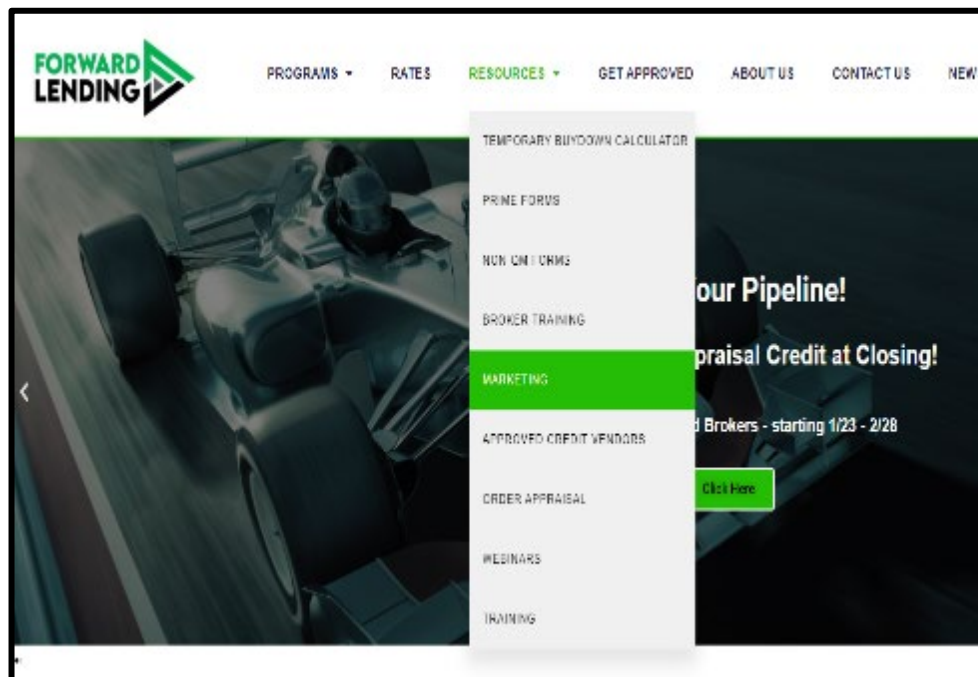 FORWARD
LENDING
PROGRAMS RATES RESOURCES GET APPROVED ABOUT US CONTACT US NEW
TEMPORARY BUYDOWN CALCULATOR
PRIME FORMS
NON QM FORMS
BROKER TRAINING
our Pipeline!
praisal Credit at Closing!
MARKETING
d Brokers - starting 1/23 - 2/28
APPROVED CREDIT VENDORS
Click Here
ORDER APPRAISAL
WEBINARS
TRAINING